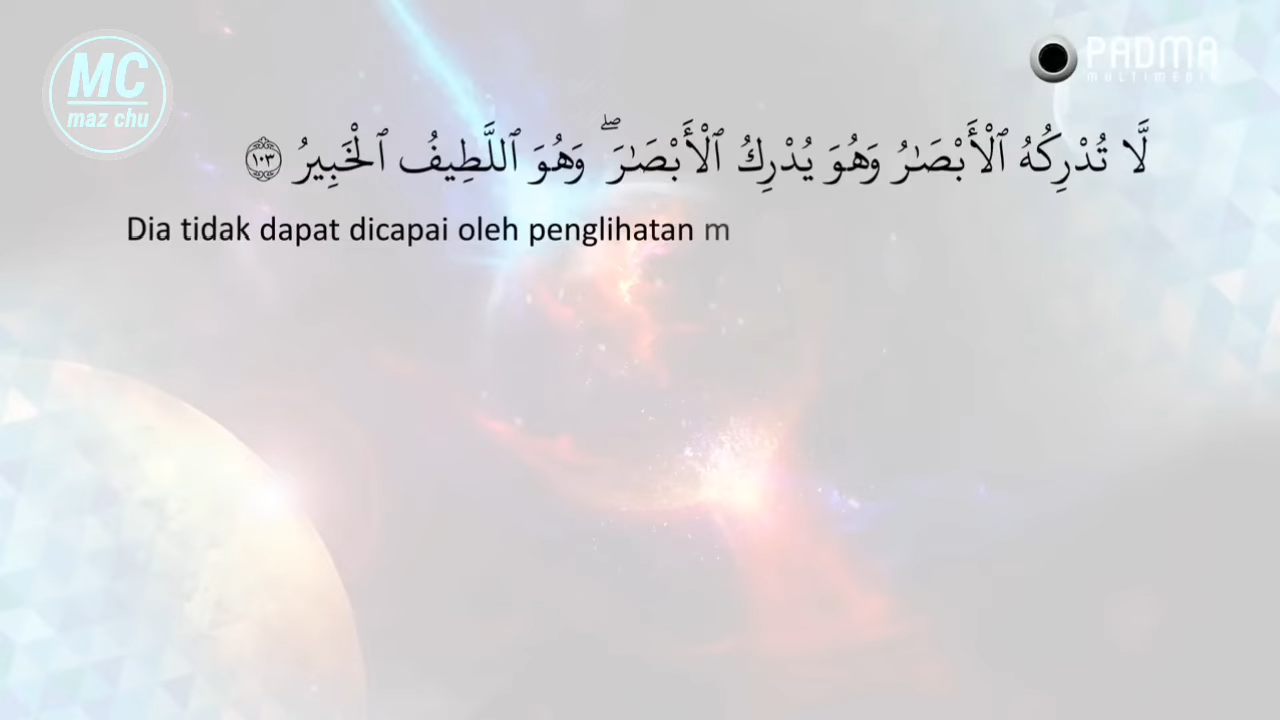 MC
maz chu
PADMA
MULTIMEDIA
لَّا تُدْرِكُهُ ٱلْأَبْصَـٰرُ وَهُوَ يُدْرِكُ ٱلْأَبْصَـٰرَ ۖ وَهُوَ ٱللَّطِيفُ ٱلْخَبِيرُ ١٠٣
Dia tidak dapat dicapai oleh penglihatan m